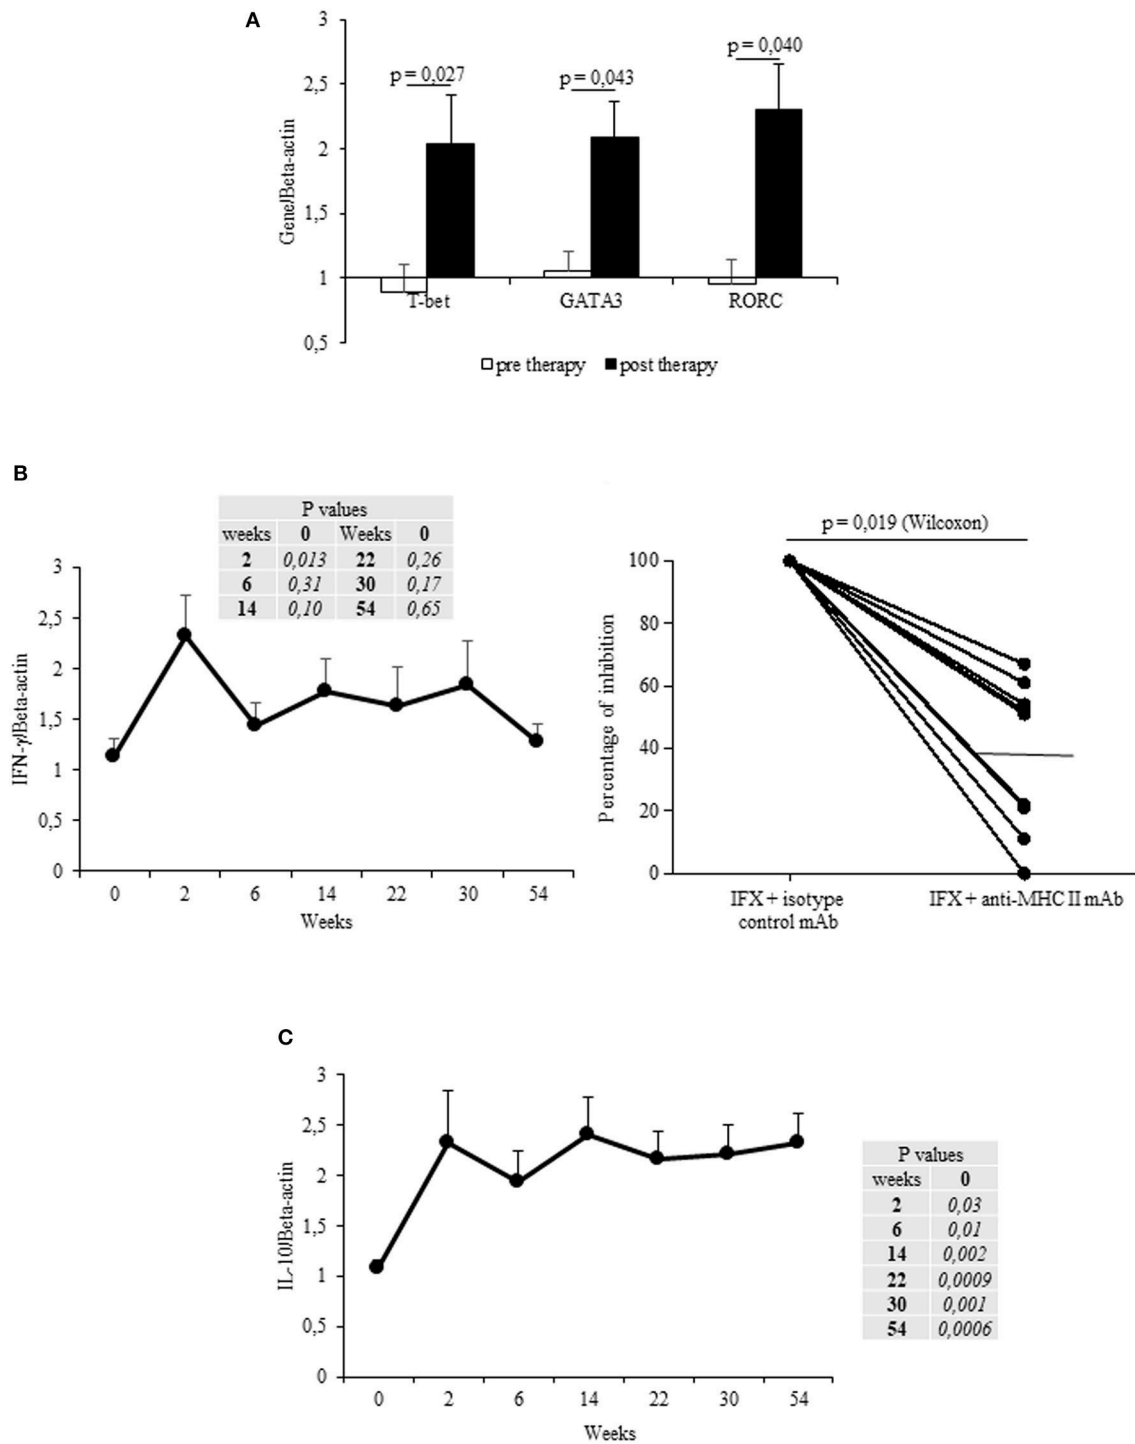 A
3
2,5
2
1,5
1
0,5
Gene/Beta-actin
p = 0,027
p = 0,043
p = 0,040
T-bet GATA3 RORC
pre therapy post therapy
B
P values
weeks 0 Weeks 0
2 0,013 22 0,26
6 0,31 30 0,17
14 0,10 54 0,65
3
2,5
2
1,5
1
0,5
0
IFN-γ/Beta-actin
0 2 6 14 22 30 54
Weeks
p = 0,019 (Wilcoxon)
100
80
60
40
20
0
Percentage of inhibition
IFX + isotype
control mAb
IFX + anti-MHC II mAb
C
3
2,5
2
1,5
1
0,5
0
IL-10/Beta-actin
0 2 6 14 22 30 54
Weeks
P values
weeks 0
2 0,03
6 0,01
14 0,002
22 0,0009
30 0,001
54 0,0006